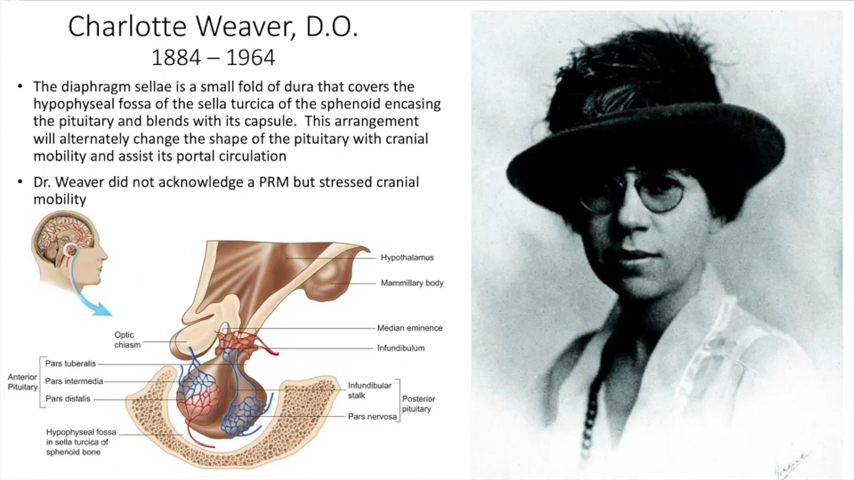 Charlotte Weaver, D.O.
1884 – 1964
• The diaphragm sellae is a small fold of dura that covers the
hypophyseal fossa of the sella turcica of the sphenoid encasing
the pituitary and blends with its capsule.  This arrangement
will alternately change the shape of the pituitary with cranial
mobility and assist its portal circulation
• Dr. Weaver did not acknowledge a PRM but stressed cranial
mobility
Hypothalamus
Mammillary body
Median eminence
Infundibulum
Optic
chiasm
Anterior
Pituitary
Pars tuberalis
Pars intermedia
Pars distalis
Infundibular
stalk
Pars nervosa
Posterior
pituitary
Hypophyseal fossa
in sella turcica of
sphenoid bone